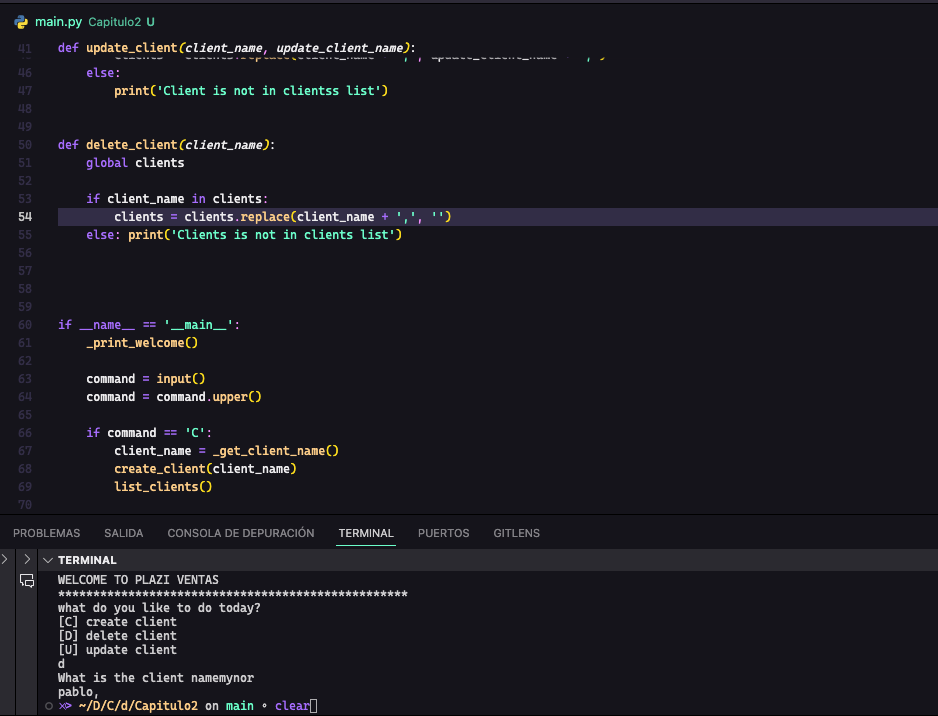 main.py Capitulo2 U
41 def update_client(client_name, update_client_name):
46 else:
47 print('Client is not in clientss list')
48
49
50 def delete_client(client_name):
51 global clients
52
53 if client_name in clients:
54 clients = clients.replace(client_name + ',', '')
55 else: print('Clients is not in clients list')
56
57
58
59
60 if __name__ == '__main__':
61 _print_welcome()
62
63 command = input()
64 command = command.upper()
65
66 if command == 'C':
67 client_name = _get_client_name()
68 create_client(client_name)
69 list_clients()
70
PROBLEMAS SALIDA CONSOLA DE DEPURACIÓN TERMINAL PUERTOS GITLENS
TERMINAL
WELCOME TO PLAZI VENTAS
**************************************************
what do you like to do today?
[C] create client
[D] delete client
[U] update client
d
What is the client namemynor
pablo,
~/D/C/d/Capitulo2 on main ∘ clear